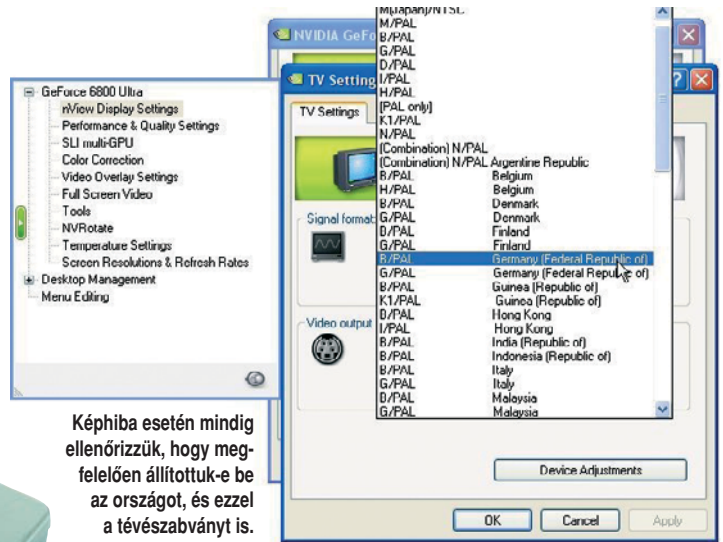 GeForce 6800 Ultra
nView Display Settings
Performance & Quality Settings
SLI multi-GPU
Color Correction
Video Overlay Settings
Full Screen Video
Tools
NVRotate
Temperature Settings
Screen Resolutions & Refresh Rates
Desktop Management
Menu Editing
NVIDIA GeFo
TV Setting
TV Settings
Signal format:
Video output
M(Japan)/NTSC
M/PAL
B/PAL
G/PAL
D/PAL
I/PAL
H/PAL
[PAL only]
K1/PAL
N/PAL
(Combination) N/PAL
(Combination) N/PAL Argentine Republic
B/PAL Belgium
H/PAL Belgium
B/PAL Denmark
G/PAL Denmark
D/PAL Finland
G/PAL Finland
B/PAL Germany (Federal Republic of)
G/PAL Germany (Federal Republic of)
B/PAL Guinea (Republic of)
K1/PAL Guinea (Republic of)
D/PAL Hong Kong
I/PAL Hong Kong
B/PAL India (Republic of)
B/PAL Indonesia (Republic of)
B/PAL Italy
G/PAL Italy
B/PAL Malaysia
G/PAL Malaysia
Device Adjustments
OK Cancel Apply
Képhiba esetén mindig
ellenőrizzük, hogy meg-
felelően állítottuk-e be
az országot, és ezzel
a tévészabványt is.